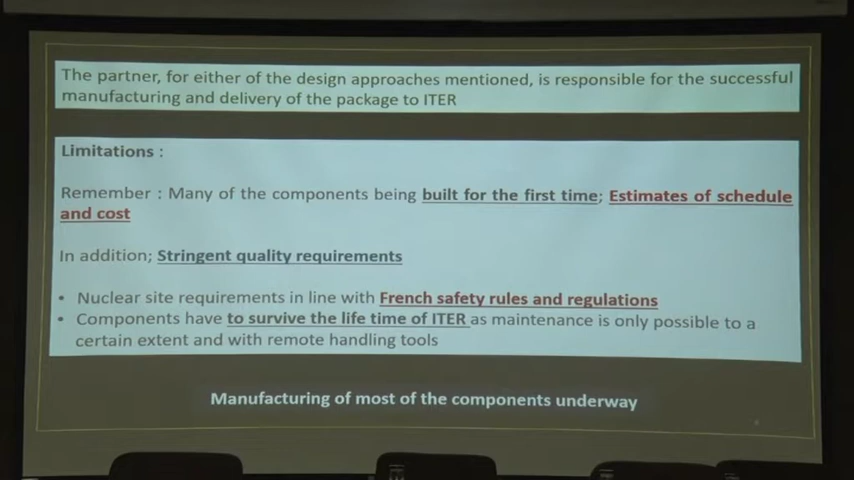 The partner, for either of the design approaches mentioned, is responsible for the successful
manufacturing and delivery of the package to ITER
Limitations :
Remember : Many of the components being built for the first time; Estimates of schedule
and cost
In addition; Stringent quality requirements
• Nuclear site requirements in line with French safety rules and regulations
• Components have to survive the life time of ITER as maintenance is only possible to a
certain extent and with remote handling tools
Manufacturing of most of the components underway